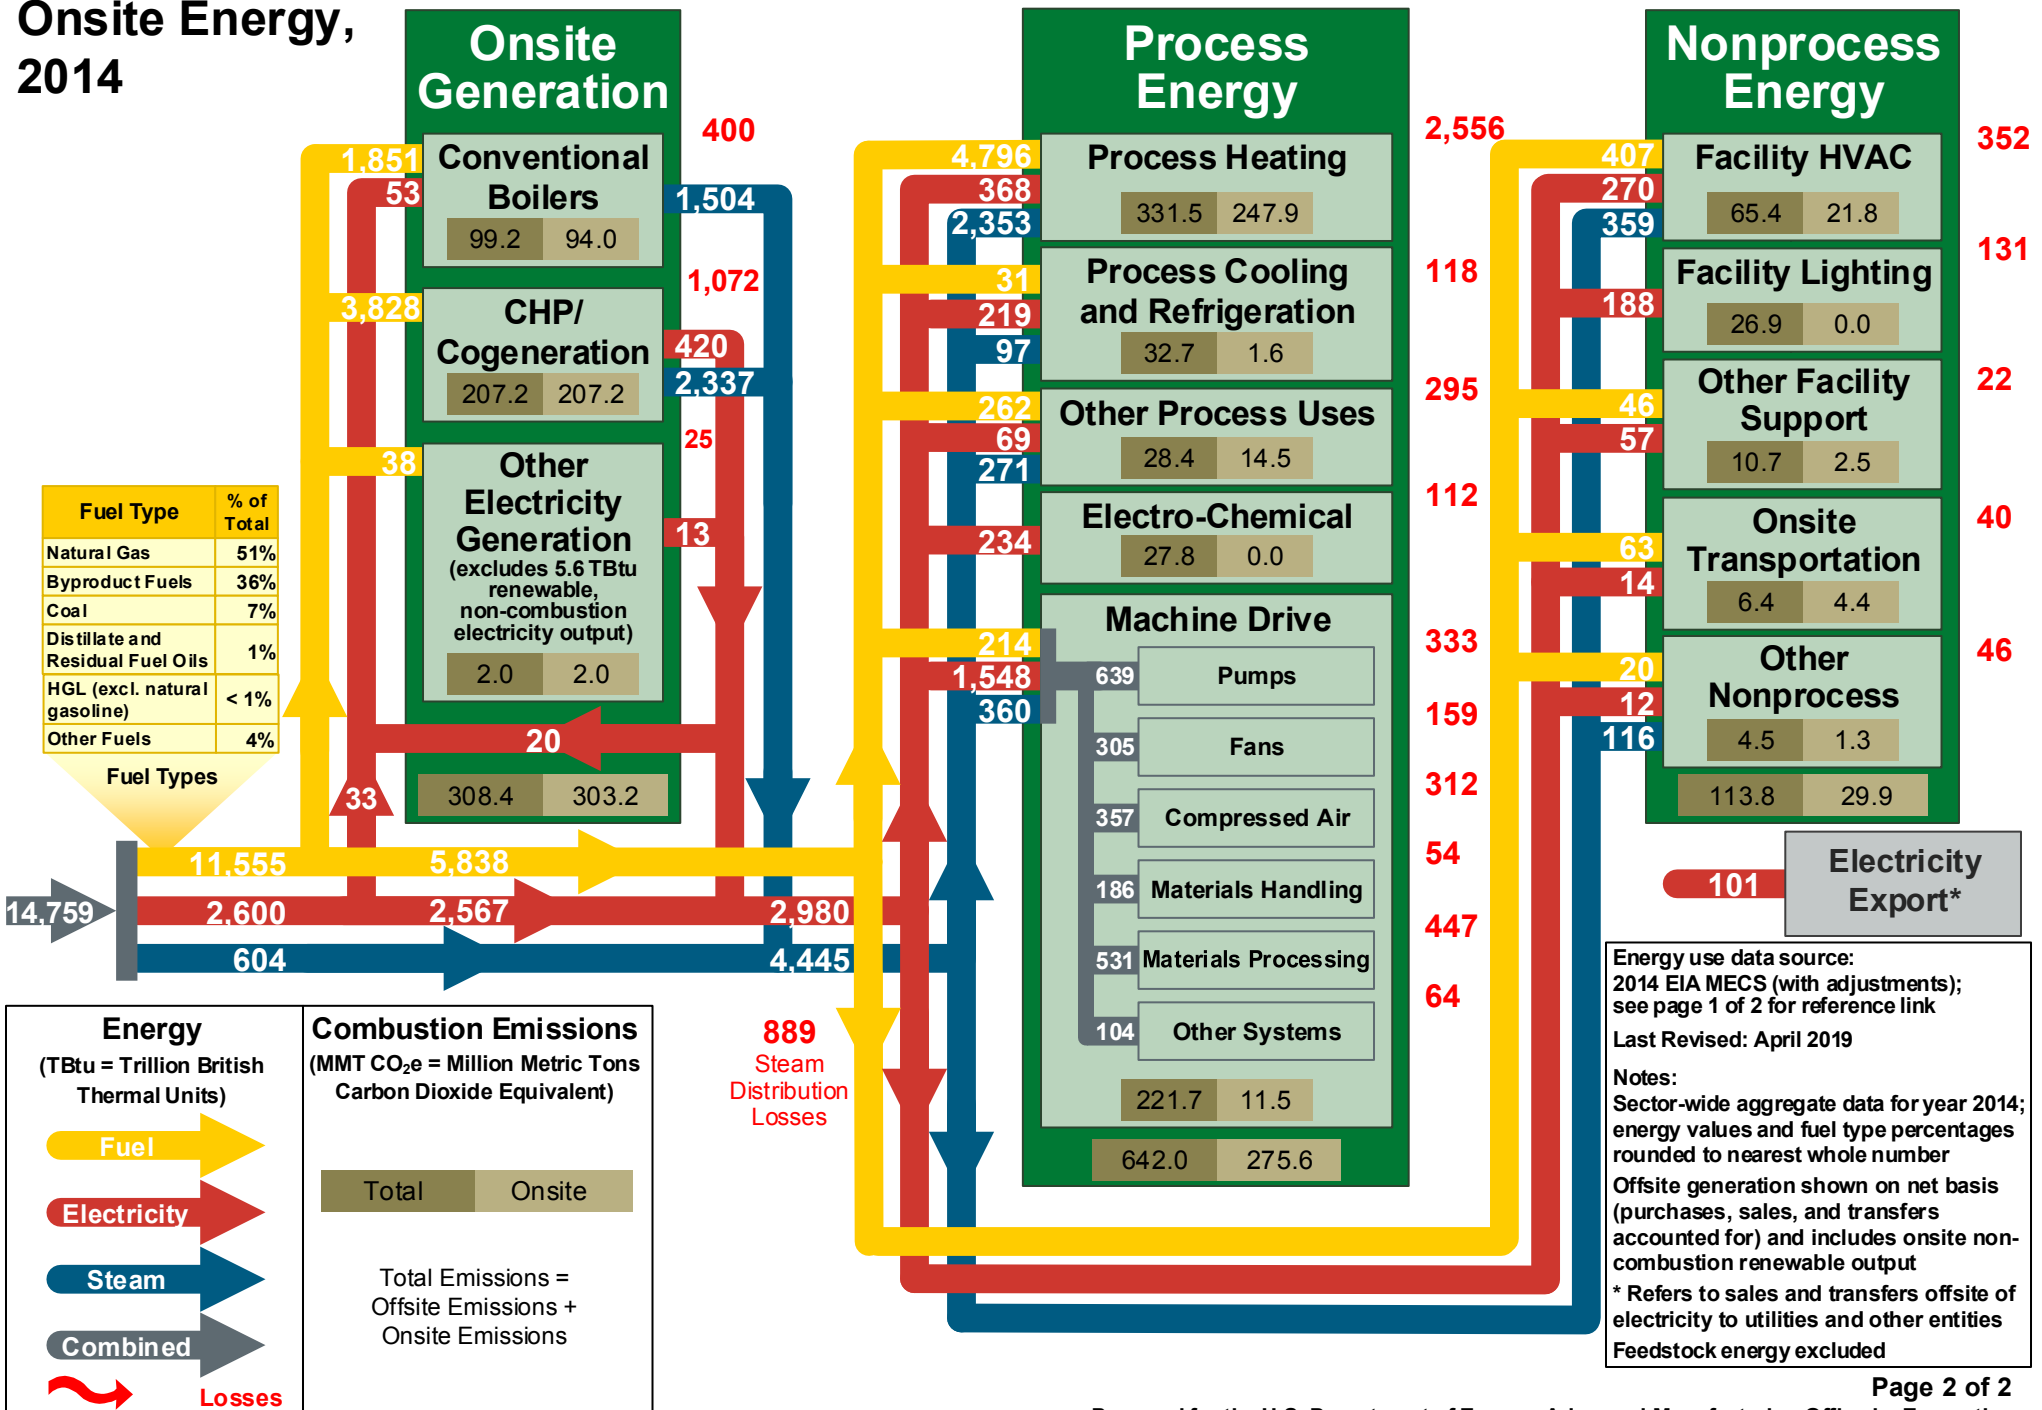 Onsite Energy,
2014
Onsite
Generation
400
1,851
53
Conventional
Boilers
99.2 94.0
1,504
1,072
3,828
CHP/
Cogeneration
207.2 207.2
420
2,337
25
38
Other
Electricity
Generation
(excludes 5.6 TBtu
renewable,
non-combustion
electricity output)
2.0 2.0
13
20
33
308.4 303.2
Fuel Type % of
Total
Natural Gas 51%
Byproduct Fuels 36%
Coal 7%
Distillate and
Residual Fuel Oils 1%
HGL (excl. natural
gasoline) < 1%
Other Fuels 4%
Fuel Types
14,759
11,555 5,838
2,600 2,567 2,980
604 4,445
889
Steam
Distribution
Losses
Process
Energy
2,556
4,796
368
2,353
Process Heating
331.5 247.9
118
31
219
97
Process Cooling
and Refrigeration
32.7 1.6
295
262
69
271
Other Process Uses
28.4 14.5
112
234
Electro-Chemical
27.8 0.0
Machine Drive
214
1,548
360
639 Pumps 333
305 Fans 159
357 Compressed Air 312
186 Materials Handling 54
531 Materials Processing 447
104 Other Systems 64
221.7 11.5
642.0 275.6
Nonprocess
Energy
352
407
270
359
Facility HVAC
65.4 21.8
131
188
Facility Lighting
26.9 0.0
22
46
57
Other Facility
Support
10.7 2.5
40
63
14
Onsite
Transportation
6.4 4.4
46
20
12
116
Other
Nonprocess
4.5 1.3
113.8 29.9
101
Electricity
Export*
Energy
(TBtu = Trillion British
Thermal Units)
Fuel
Electricity
Steam
Combined
Losses
Combustion Emissions
(MMT CO₂e = Million Metric Tons
Carbon Dioxide Equivalent)
Total Onsite
Total Emissions =
Offsite Emissions +
Onsite Emissions
Energy use data source:
2014 EIA MECS (with adjustments);
see page 1 of 2 for reference link
Last Revised: April 2019
Notes:
Sector-wide aggregate data for year 2014;
energy values and fuel type percentages
rounded to nearest whole number
Offsite generation shown on net basis
(purchases, sales, and transfers
accounted for) and includes onsite non-
combustion renewable output
* Refers to sales and transfers offsite of
electricity to utilities and other entities
Feedstock energy excluded
Page 2 of 2